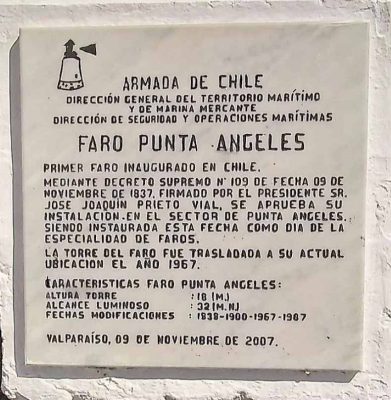 ARMADA DE CHILE
DIRECCIÓN GENERAL DEL TERRITORIO MARÍTIMO
Y DE MARINA MERCANTE
DIRECCIÓN DE SEGURIDAD Y OPERACIONES MARÍTIMAS
FARO PUNTA ANGELES
PRIMER FARO INAUGURADO EN CHILE.
MEDIANTE DECRETO SUPREMO Nº 109 DE FECHA 09 DE
NOVIEMBRE DE 1837, FIRMADO POR EL PRESIDENTE SR.
JOSE JOAQUÍN PRIETO VIAL, SE APRUEBA SU
INSTALACIÓN EN EL SECTOR DE PUNTA ANGELES.
SIENDO INSTAURADA ESTA FECHA COMO DIA DE LA
ESPECIALIDAD DE FAROS.
LA TORRE DEL FARO FUE TRASLADADA A SU ACTUAL
UBICACION EL AÑO 1967.
CARACTERISTICAS FARO PUNTA ANGELES:
ALTURA TORRE : 18 (M.)
ALCANCE LUMINOSO : 32 (M.N.)
FECHAS MODIFICACIONES : 1838-1900-1967-1987
VALPARAÍSO, 09 DE NOVIEMBRE DE 2007.